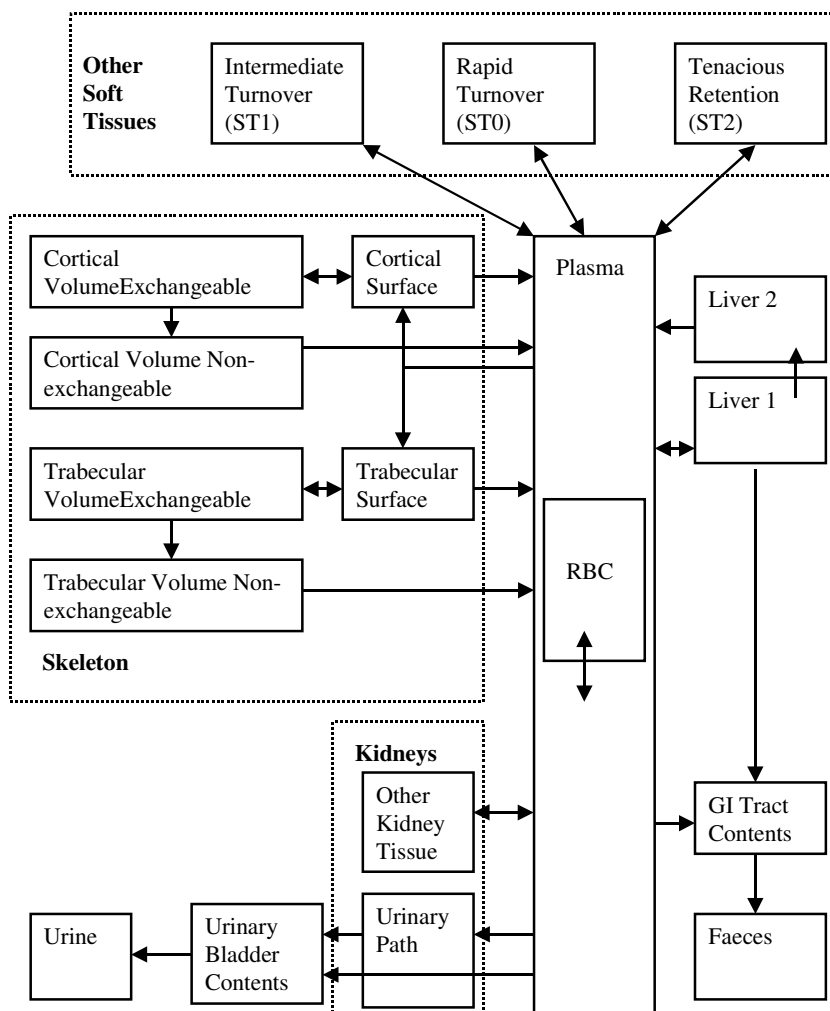 Other
Soft
Tissues
Intermediate
Turnover
(ST1)
Rapid
Turnover
(ST0)
Tenacious
Retention
(ST2)
Cortical
VolumeExchangeable
Cortical
Surface
Plasma
Liver 2
Cortical Volume Non-
exchangeable
Liver 1
Trabecular
VolumeExchangeable
Trabecular
Surface
RBC
Trabecular Volume Non-
exchangeable
Skeleton
Kidneys
Other
Kidney
Tissue
GI Tract
Contents
Urine
Urinary
Bladder
Contents
Urinary
Path
Faeces